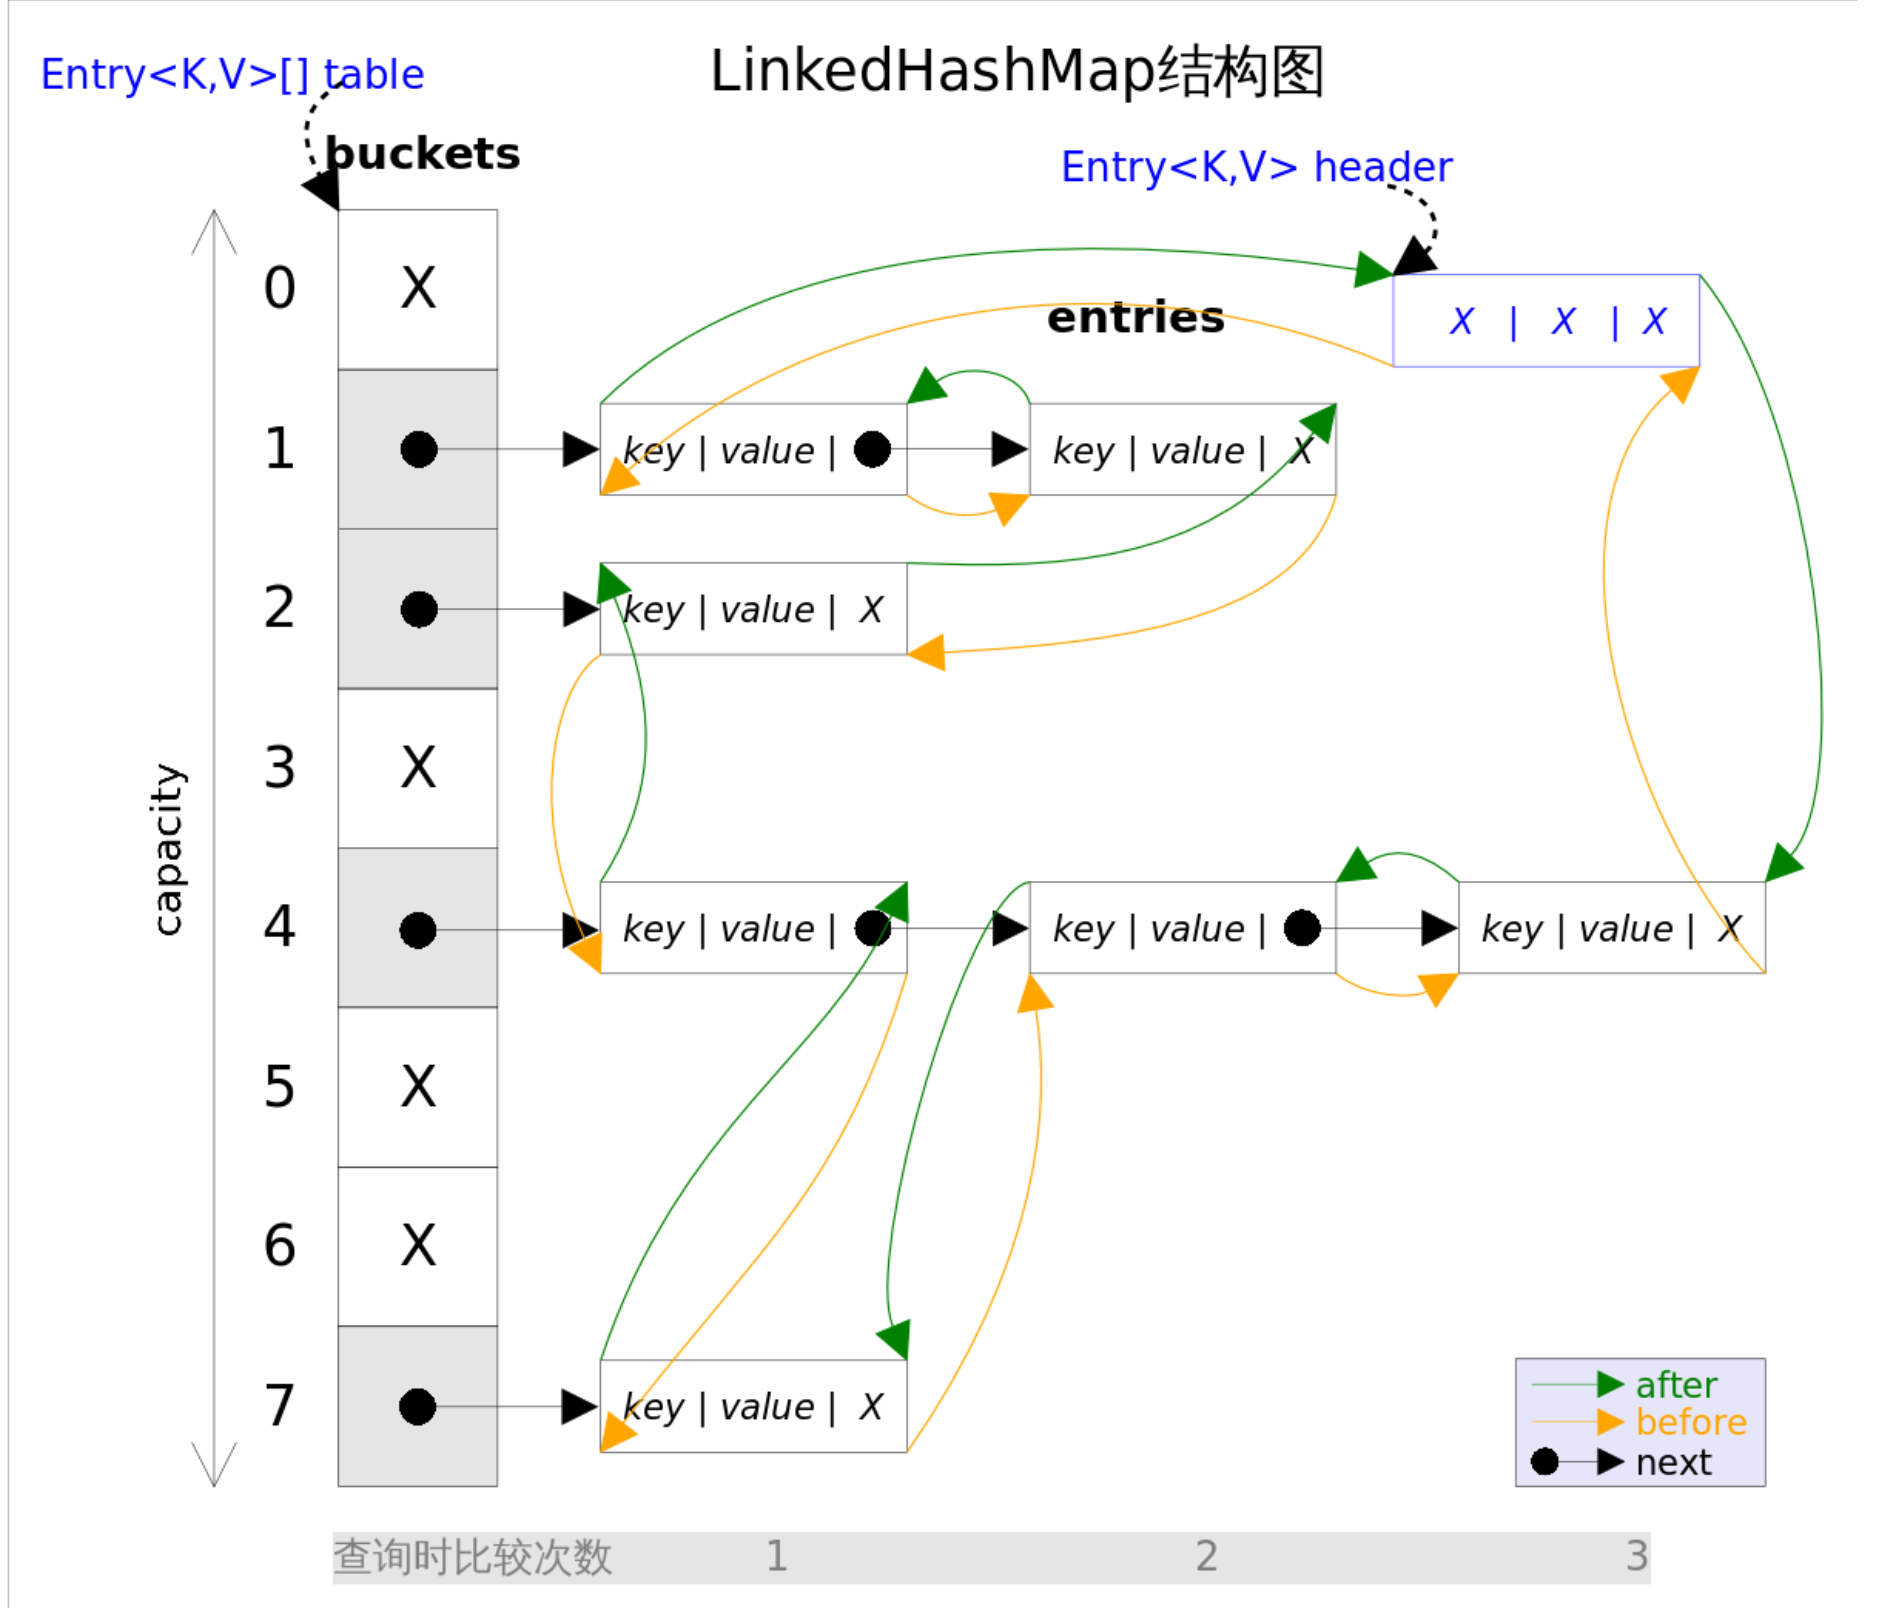 LinkedHashMap结构图
Entry<K,V>[] table
buckets
Entry<K,V> header
0 X
X | X | X
entries
1 key | value | key | value | X
2 key | value | X
3 X
capacity
4 key | value | key | value | key | value | X
5 X
6 X
7 key | value | X
after
before
next
查询时比较次数 1 2 3